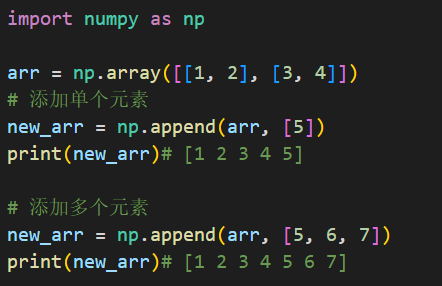 import numpy as np

arr = np.array([[1, 2], [3, 4]])
# 添加单个元素
new_arr = np.append(arr, [5])
print(new_arr)# [1 2 3 4 5]

# 添加多个元素
new_arr = np.append(arr, [5, 6, 7])
print(new_arr)# [1 2 3 4 5 6 7]